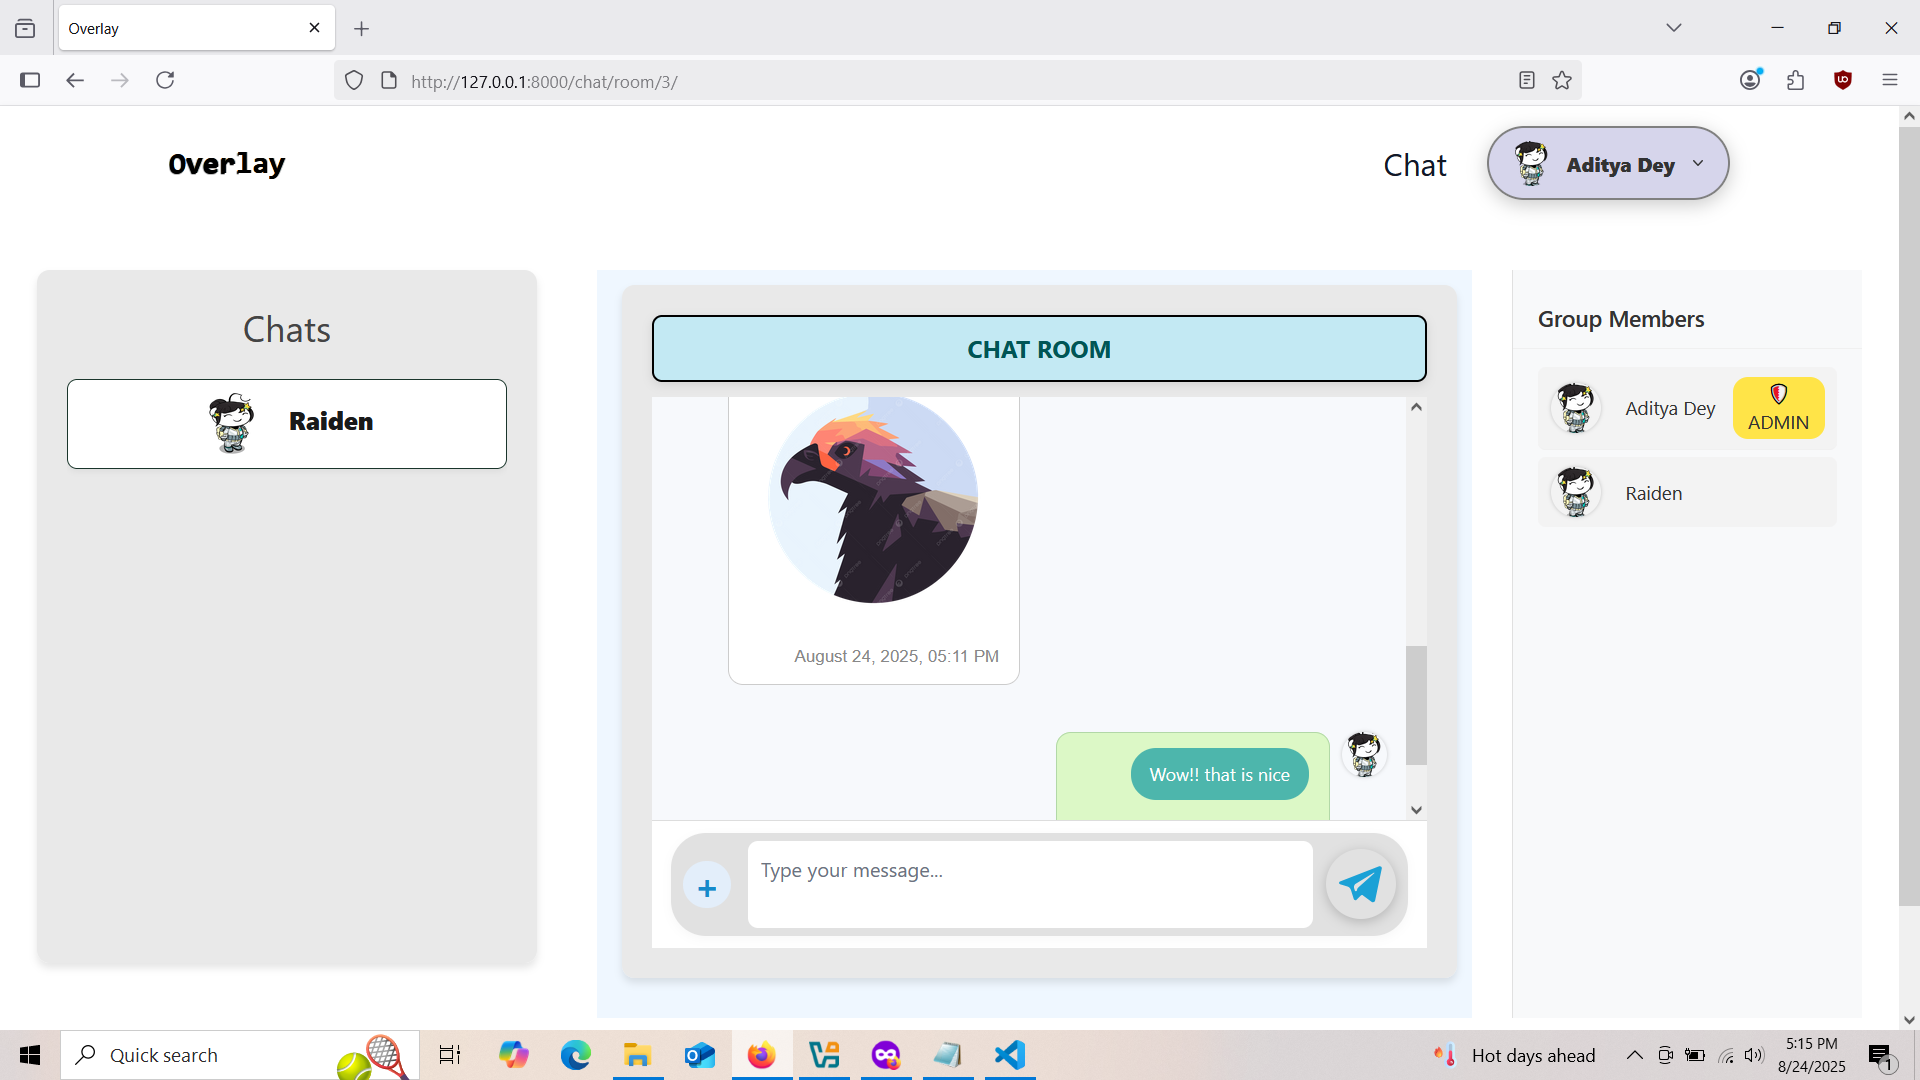 Overlay
http://127.0.0.1:8000/chat/room/3/
Overlay
Chat
Aditya Dey
Chats
Raiden
CHAT ROOM
August 24, 2025, 05:11 PM
Wow!! that is nice
Type your message...
+
Group Members
Aditya Dey
ADMIN
Raiden
Quick search
Hot days ahead
5:15 PM
8/24/2025
1